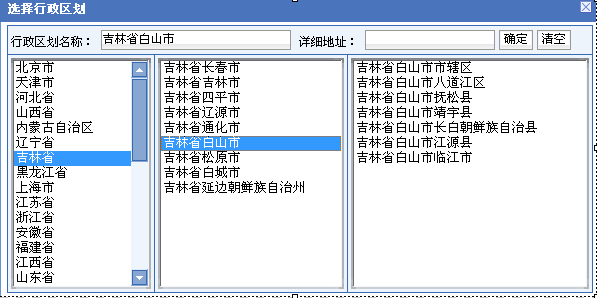 选择行政区划
行政区划名称： 吉林省白山市 详细地址： 确定 清空
北京市
天津市
河北省
山西省
内蒙古自治区
辽宁省
吉林省
黑龙江省
上海市
江苏省
浙江省
安徽省
福建省
江西省
山东省
吉林省长春市
吉林省吉林市
吉林省四平市
吉林省辽源市
吉林省通化市
吉林省白山市
吉林省松原市
吉林省白城市
吉林省延边朝鲜族自治州
吉林省白山市市辖区
吉林省白山市八道江区
吉林省白山市抚松县
吉林省白山市靖宇县
吉林省白山市长白朝鲜族自治县
吉林省白山市江源县
吉林省白山市临江市